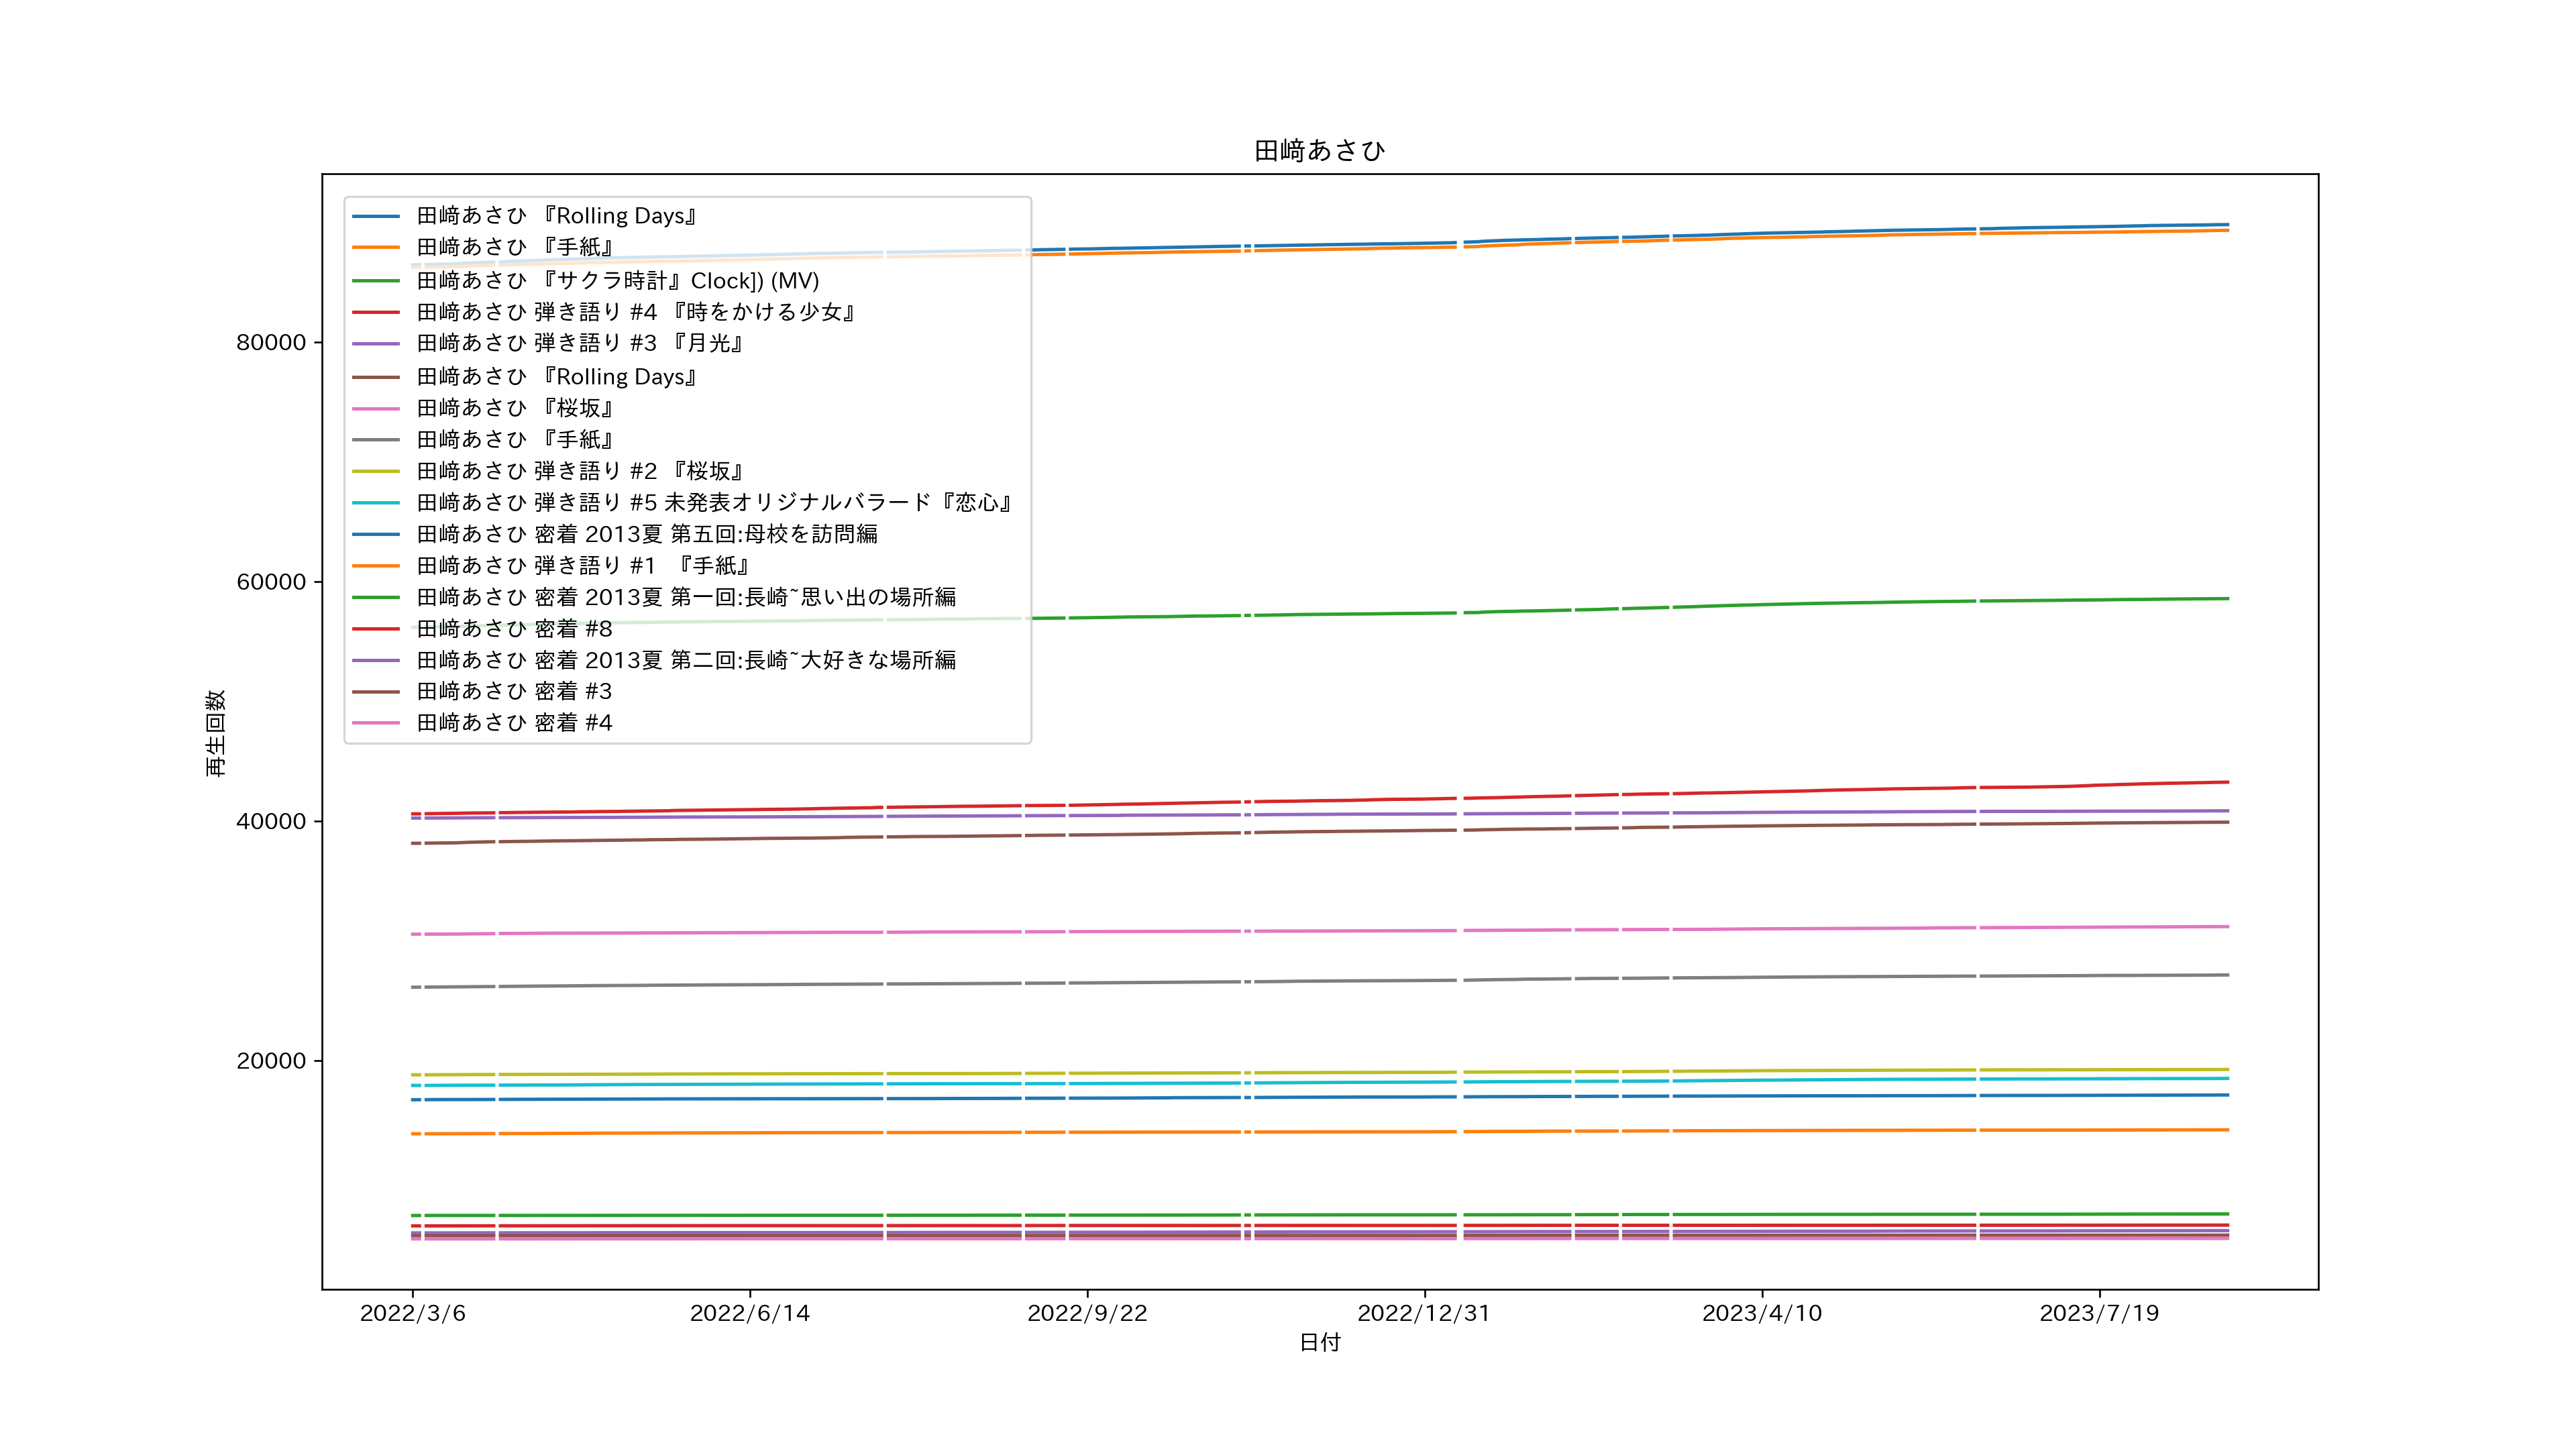 田﨑あさひ
田﨑あさひ 『Rolling Days』
田﨑あさひ 『手紙』
田﨑あさひ 『サクラ時計』Clock]) (MV)
田﨑あさひ 弾き語り #4 『時をかける少女』
田﨑あさひ 弾き語り #3 『月光』
田﨑あさひ 『Rolling Days』
田﨑あさひ 『桜坂』
田﨑あさひ 『手紙』
田﨑あさひ 弾き語り #2 『桜坂』
田﨑あさひ 弾き語り #5 未発表オリジナルバラード『恋心』
田﨑あさひ 密着 2013夏 第五回:母校を訪問編
田﨑あさひ 弾き語り #1 『手紙』
田﨑あさひ 密着 2013夏 第一回:長崎~思い出の場所編
田﨑あさひ 密着 #8
田﨑あさひ 密着 2013夏 第二回:長崎~大好きな場所編
田﨑あさひ 密着 #3
田﨑あさひ 密着 #4
80000
60000
40000
20000
再生回数
2022/3/6 2022/6/14 2022/9/22 2022/12/31 2023/4/10 2023/7/19
日付